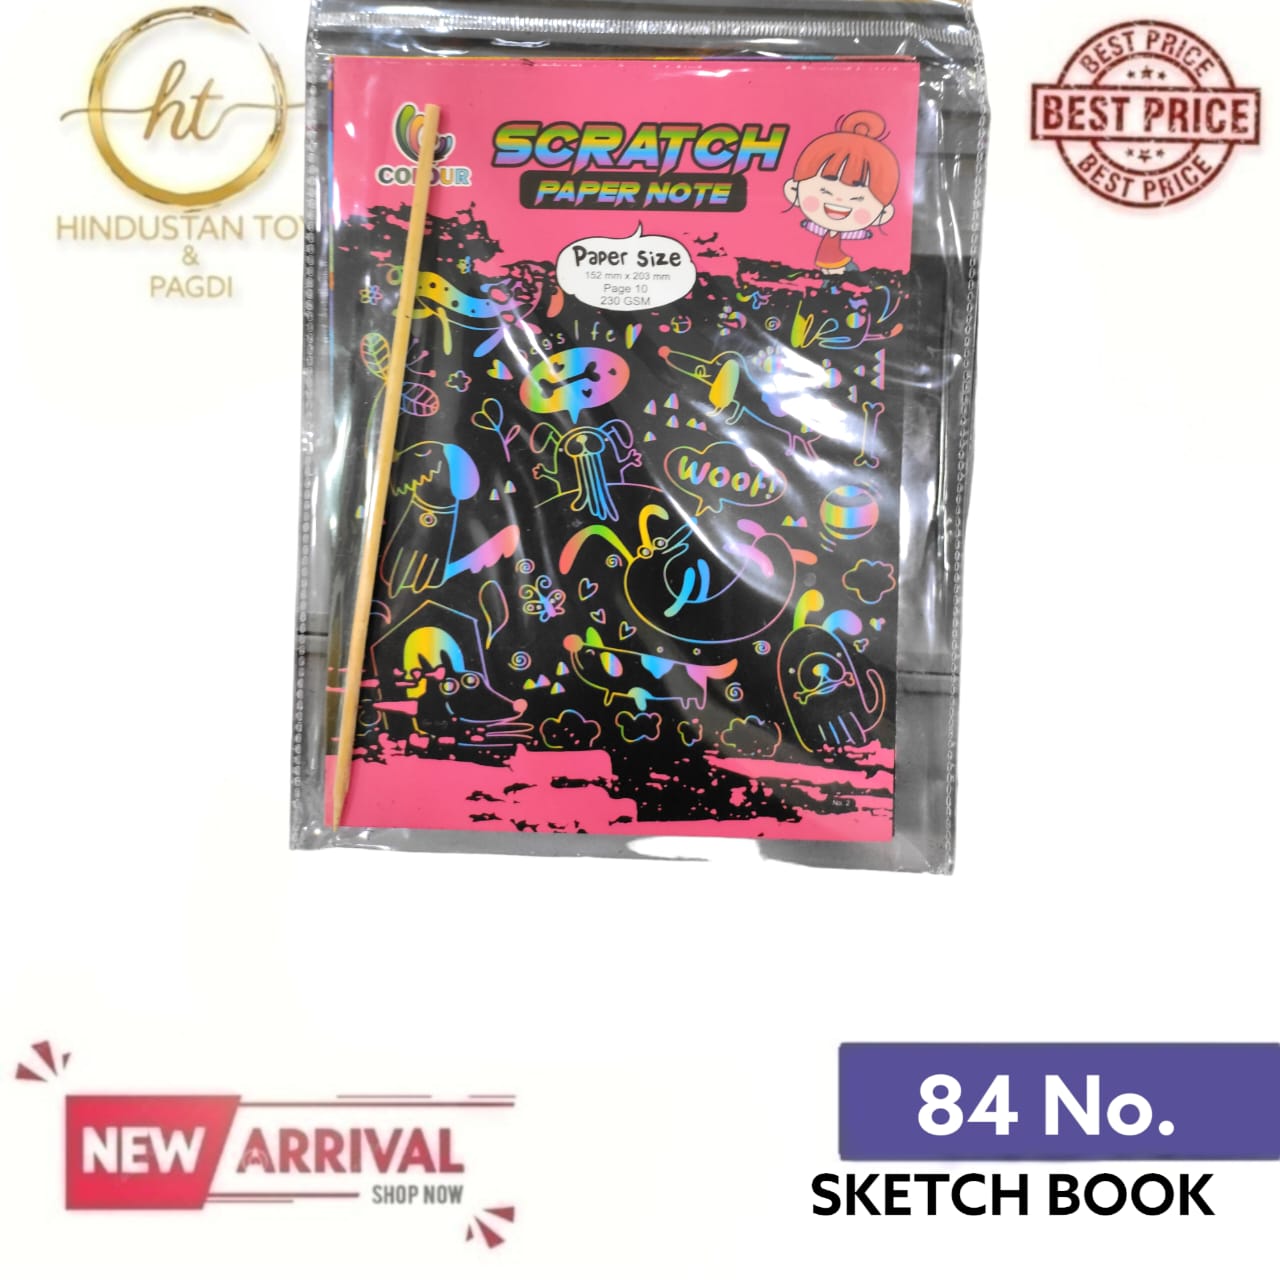 ht
HINDUSTAN TOY
&
PAGDI
COLOUR
SCRATCH
PAPER NOTE
Paper Size
152 mm x 203 mm
Page 10
230 GSM
life
WOOF!
No. 2
BEST PRICE
BEST PRICE
BEST PRICE
NEW ARRIVAL
SHOP NOW
84 No.
SKETCH BOOK